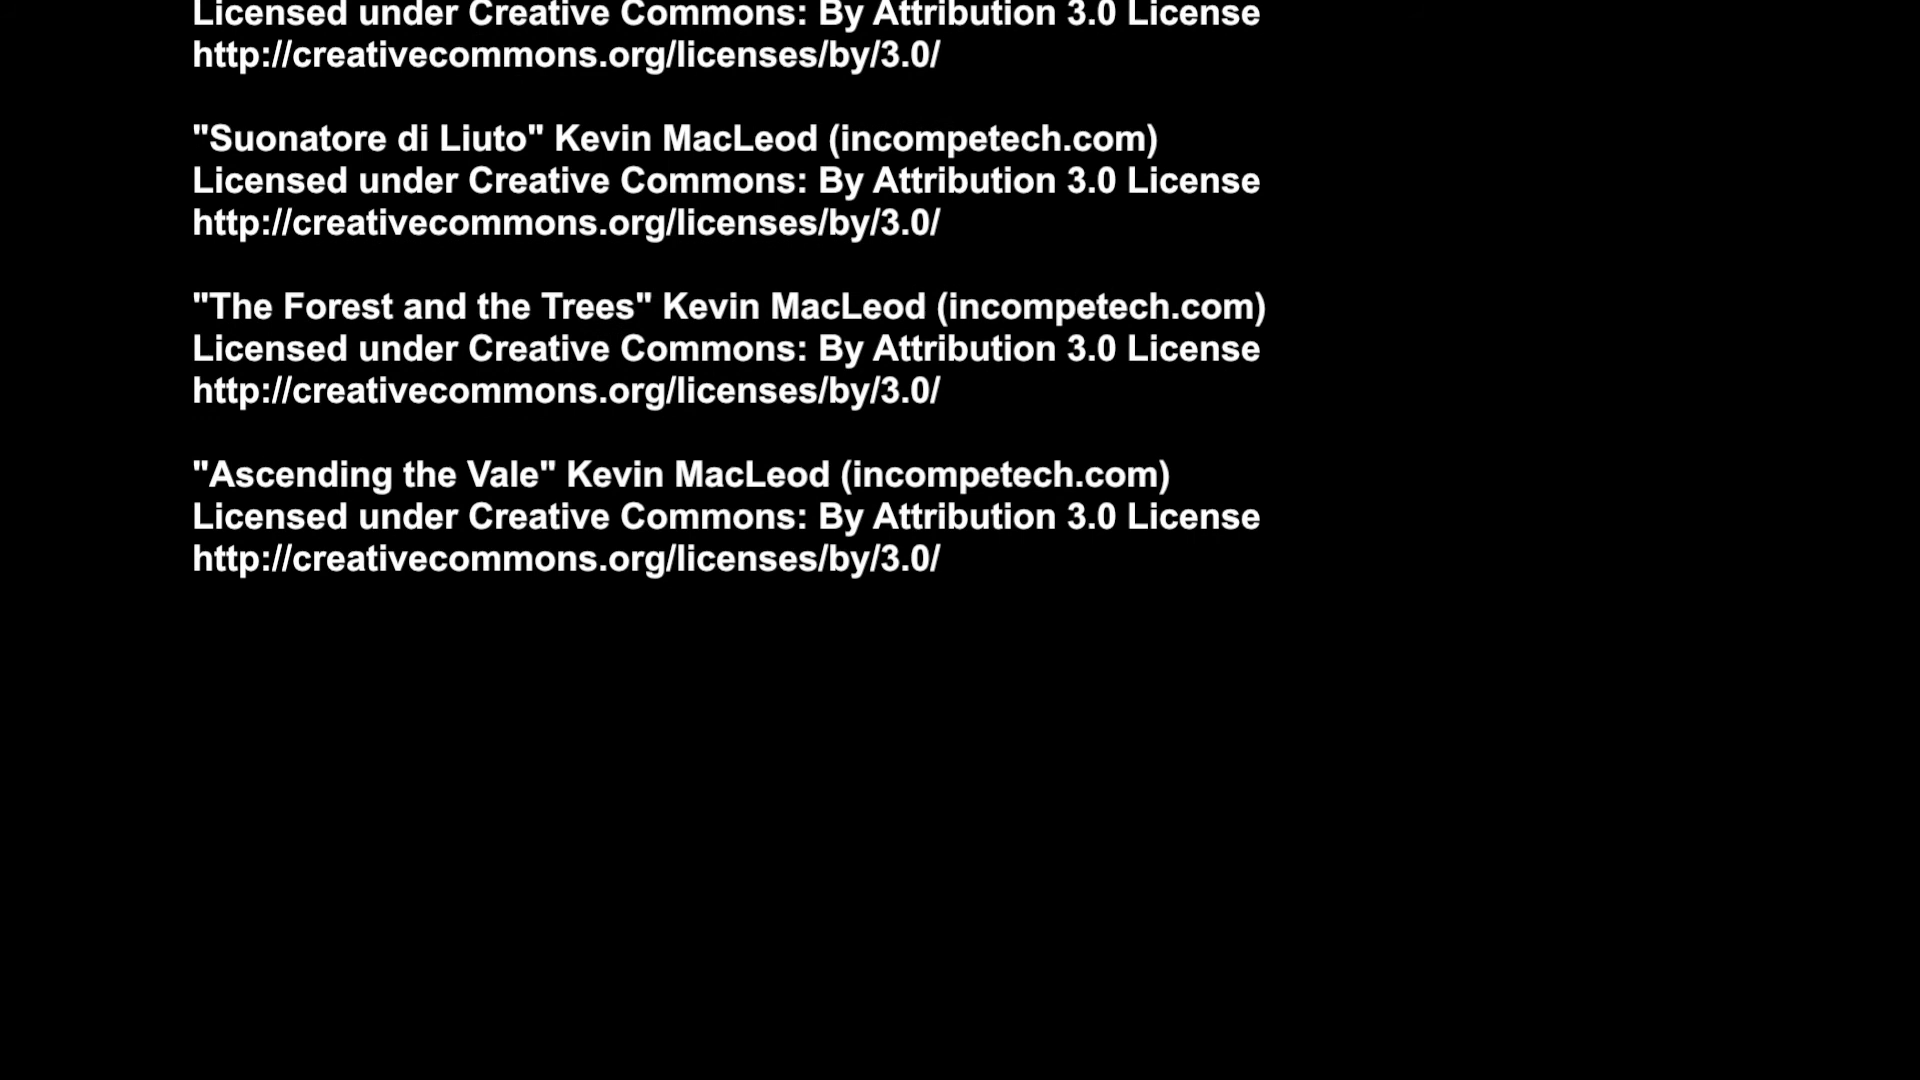 Licensed under Creative Commons: By Attribution 3.0 License
http://creativecommons.org/licenses/by/3.0/
"Suonatore di Liuto" Kevin MacLeod (incompetech.com)
Licensed under Creative Commons: By Attribution 3.0 License
http://creativecommons.org/licenses/by/3.0/
"The Forest and the Trees" Kevin MacLeod (incompetech.com)
Licensed under Creative Commons: By Attribution 3.0 License
http://creativecommons.org/licenses/by/3.0/
"Ascending the Vale" Kevin MacLeod (incompetech.com)
Licensed under Creative Commons: By Attribution 3.0 License
http://creativecommons.org/licenses/by/3.0/